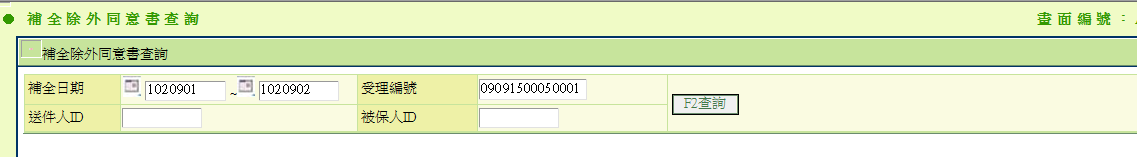 補全除外同意書查詢 畫面編號：
補全除外同意書查詢
補全日期 1020901 ~ 1020902 受理編號 09091500050001
F2查詢
送件人ID 被保人ID